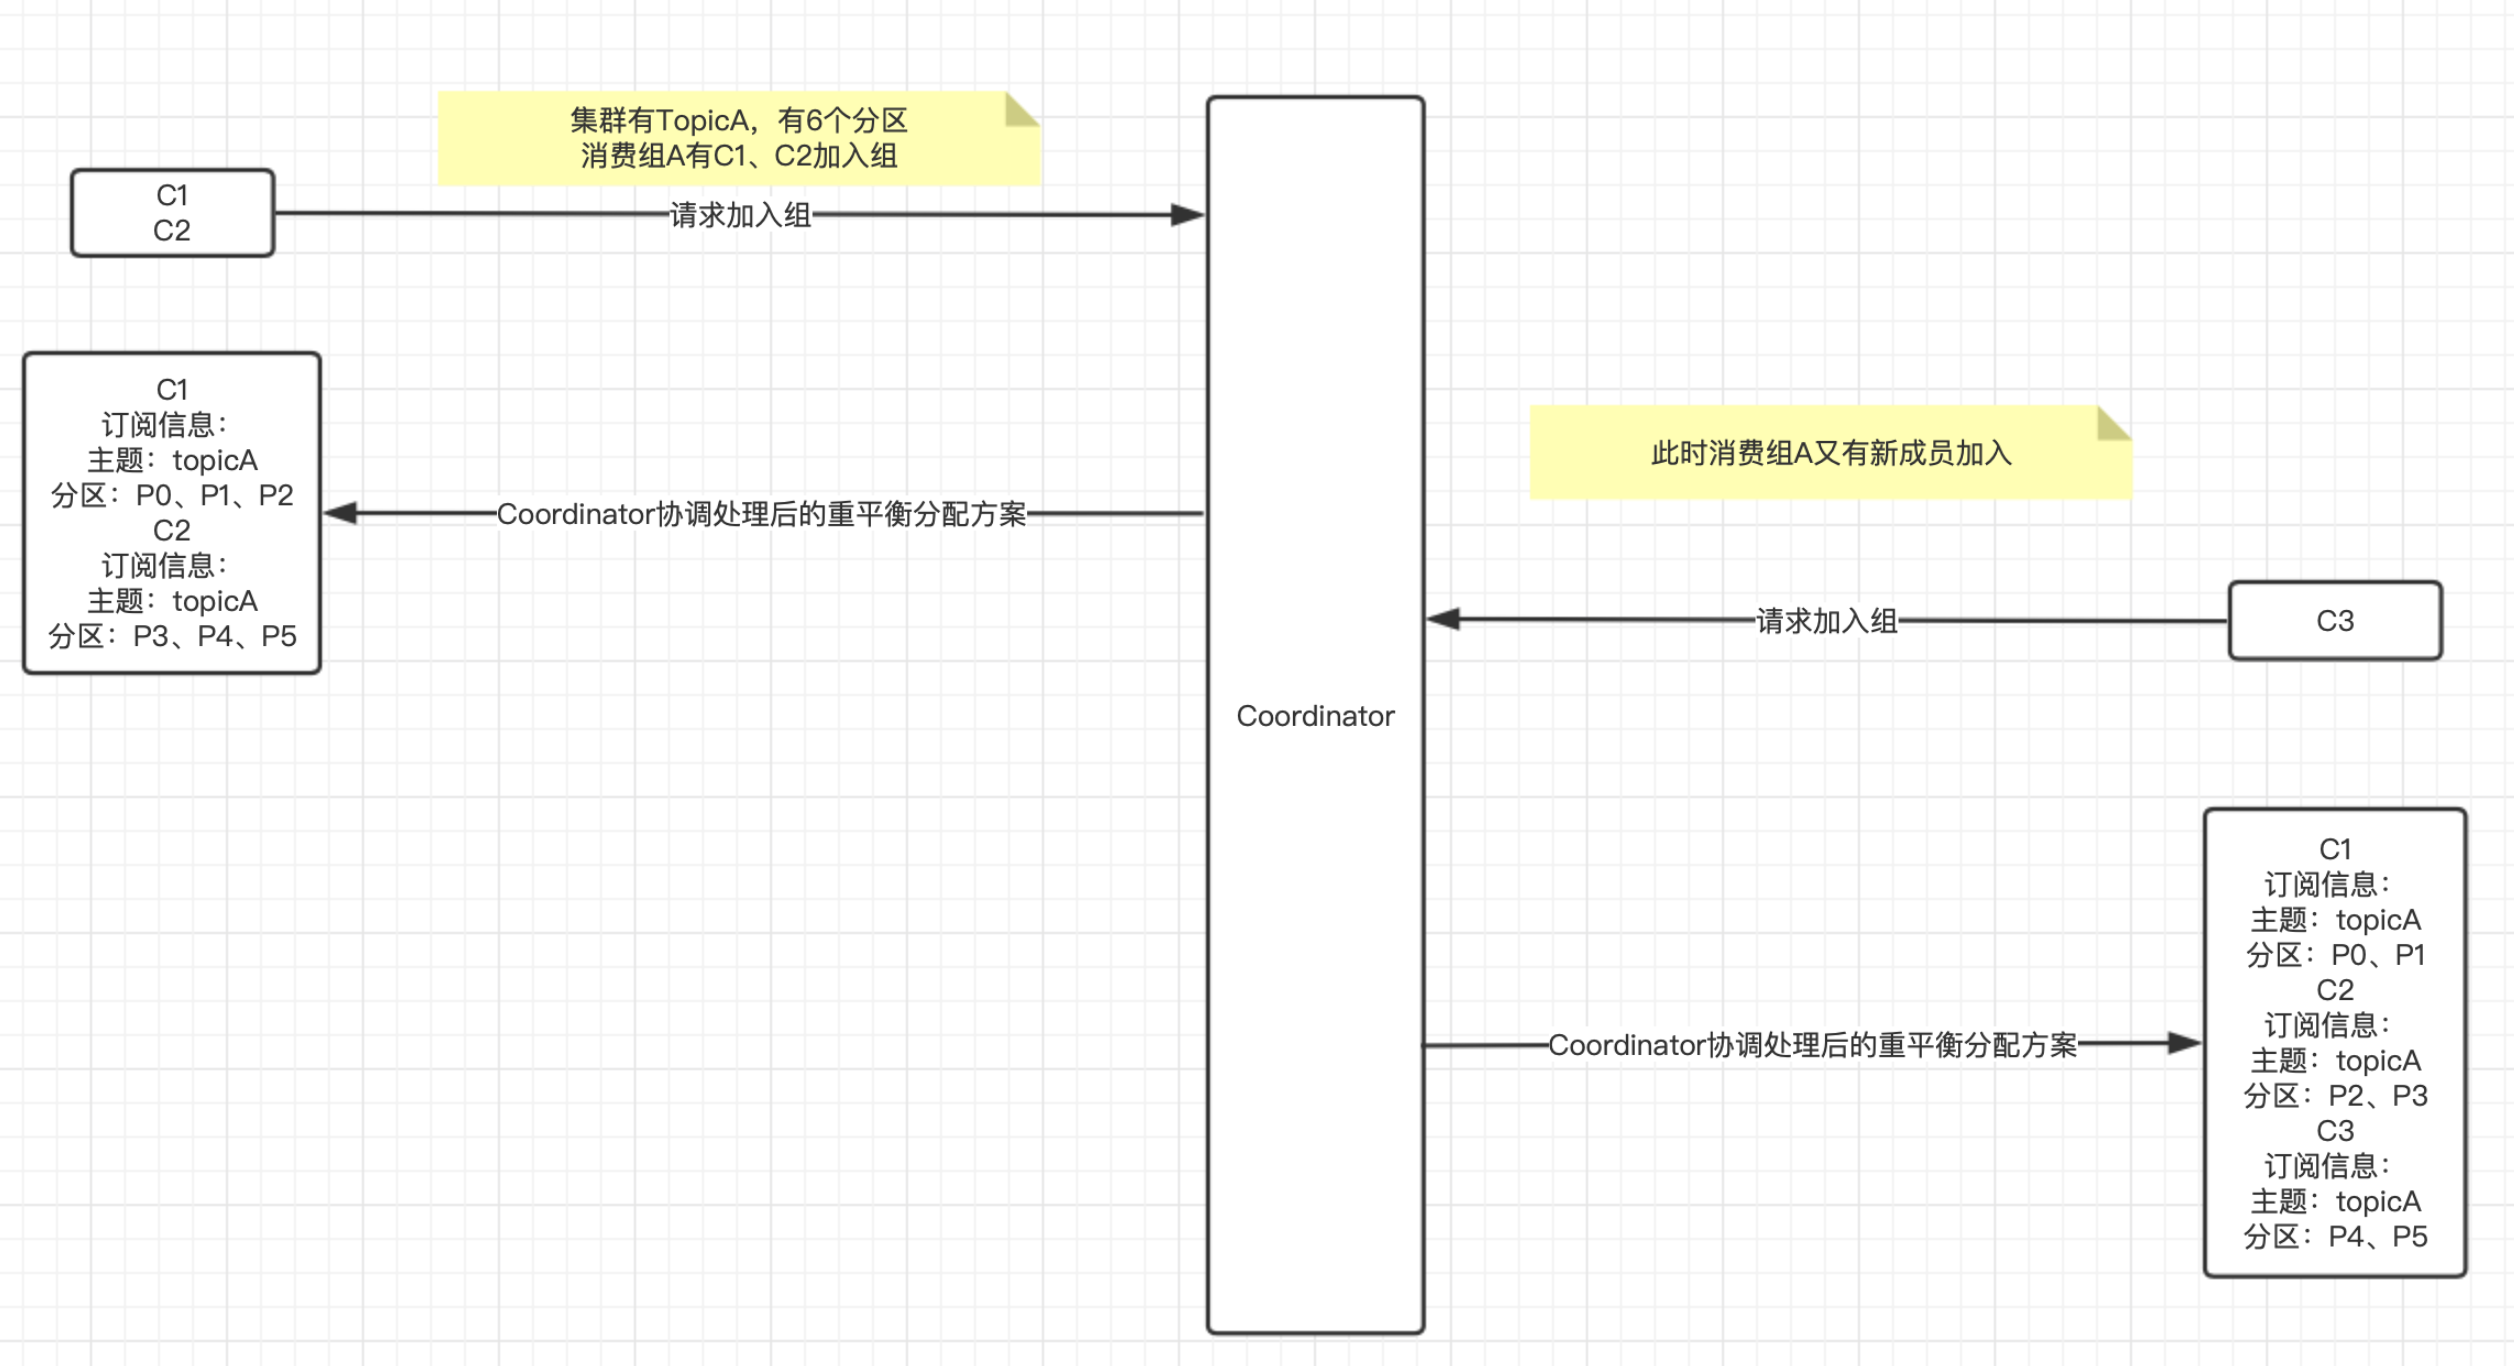 集群有TopicA，有6个分区
消费组A有C1、C2加入组
C1
C2
请求加入组
C1
订阅信息：
主题：topicA
分区：P0、P1、P2
C2
订阅信息：
主题：topicA
分区：P3、P4、P5
Coordinator协调处理后的重平衡分配方案
Coordinator
此时消费组A又有新成员加入
请求加入组
C3
Coordinator协调处理后的重平衡分配方案
C1
订阅信息：
主题：topicA
分区：P0、P1
C2
订阅信息：
主题：topicA
分区：P2、P3
C3
订阅信息：
主题：topicA
分区：P4、P5